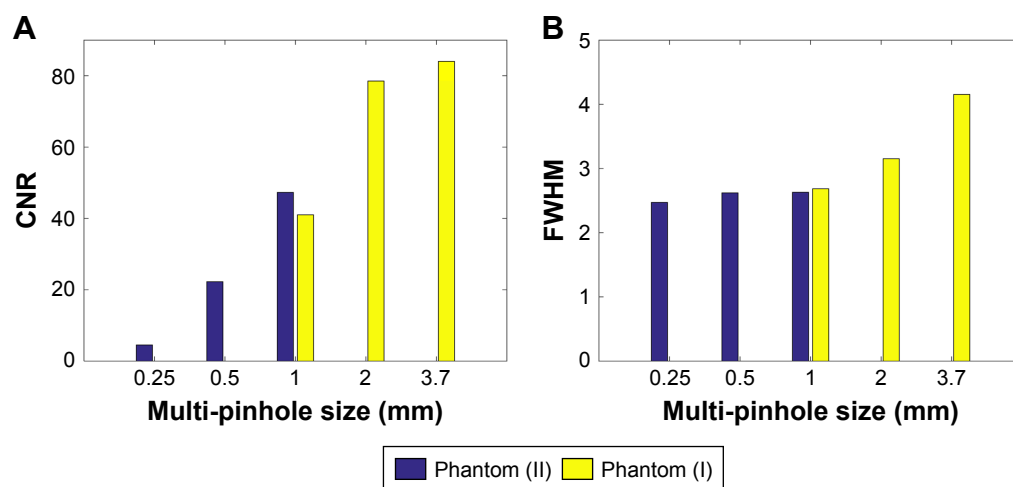 A
CNR
80
60
40
20
0
0.25 0.5 1 2 3.7
Multi-pinhole size (mm)
B
FWHM
5
4
3
2
1
0
0.25 0.5 1 2 3.7
Multi-pinhole size (mm)
Phantom (II) Phantom (I)